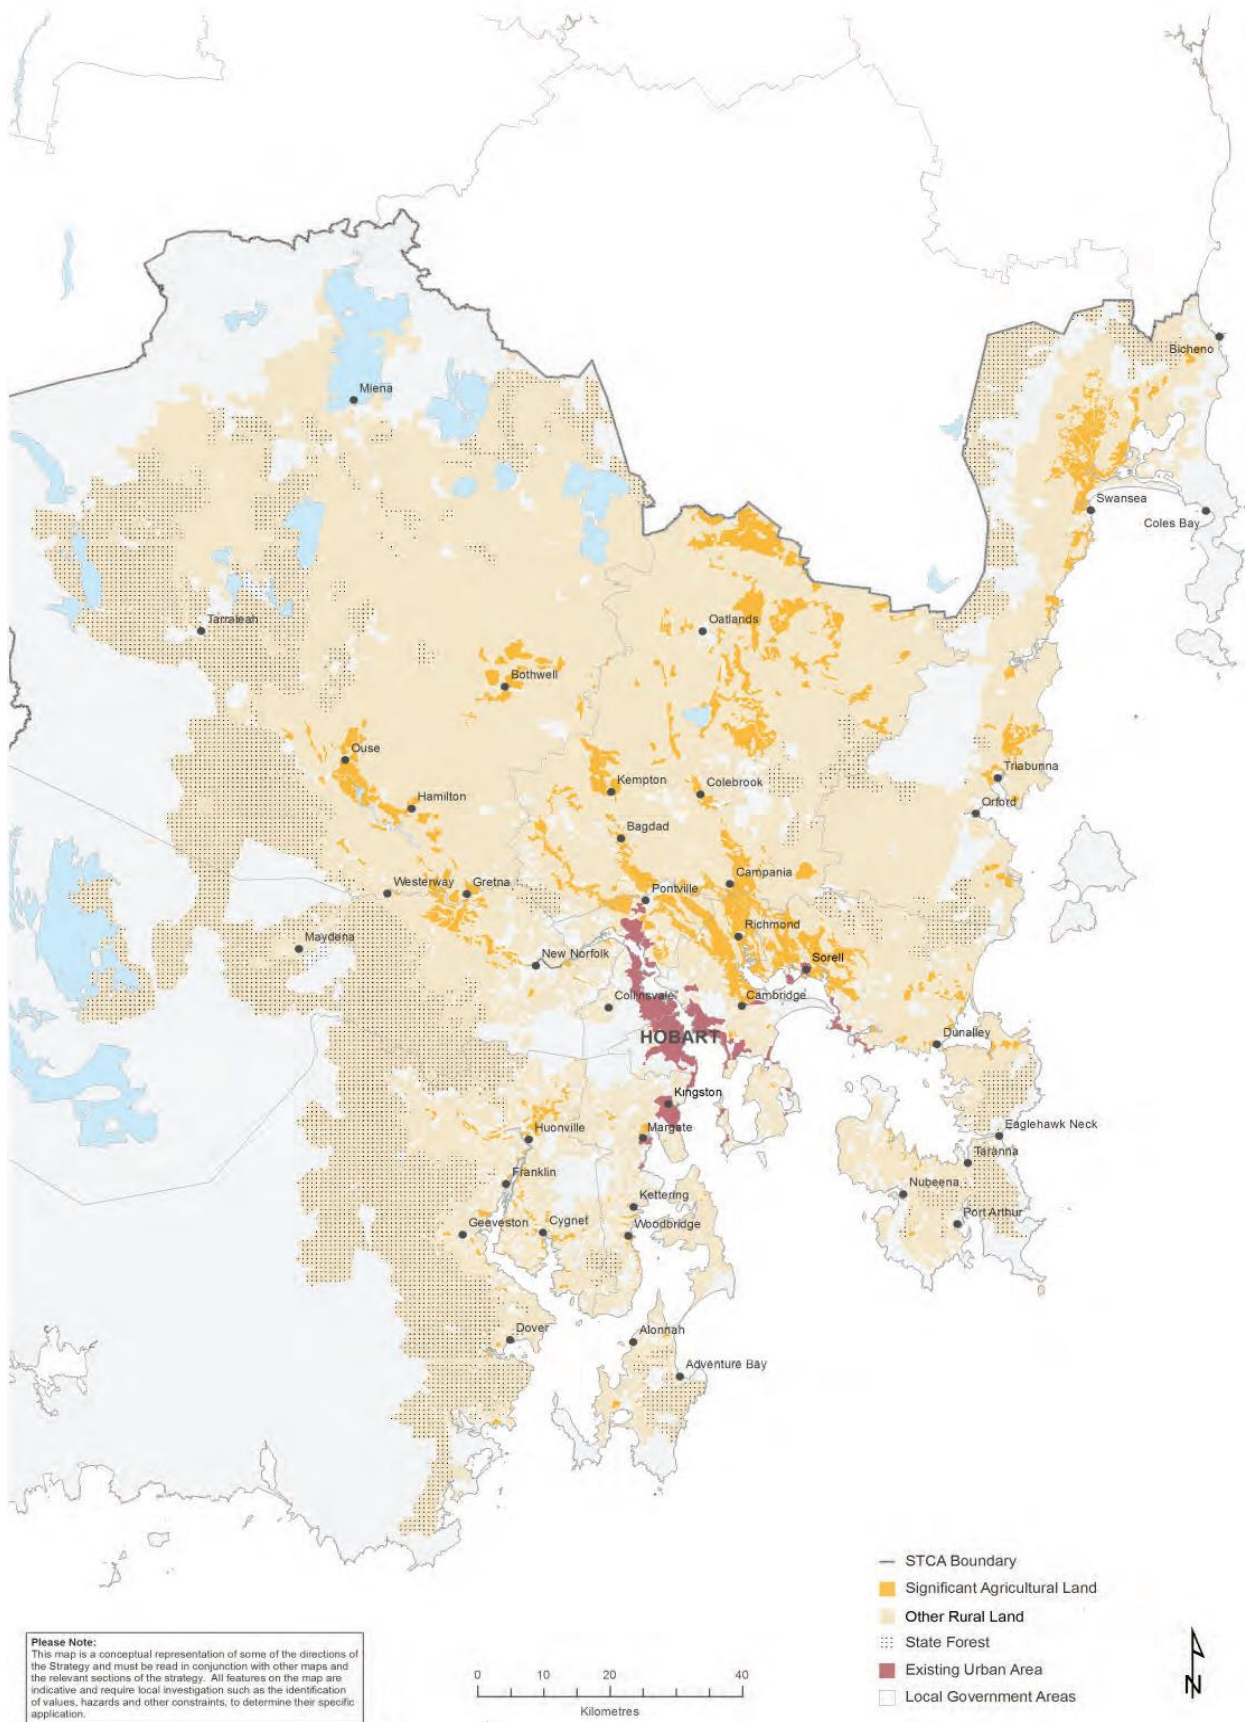 Bicheno
Miena
Swansea
Coles Bay
Tarraleah
Oatlands
Bothwell
Ouse
Triabunna
Kempton
Colebrook
Hamilton
Orford
Bagdad
Campania
Westerway
Gretna
Pontville
Richmond
Maydena
New Norfolk
Sorell
Collinsvale
Cambridge
HOBART
Dunalley
Kingston
Huonville
Margate
Eaglehawk Neck
Taranna
Franklin
Nubeena
Kettering
Port Arthur
Geeveston
Cygnet
Woodbridge
Dover
Alonnah
Adventure Bay
STCA Boundary
Significant Agricultural Land
Other Rural Land
State Forest
Existing Urban Area
Local Government Areas
Please Note:
This map is a conceptual representation of some of the directions of
the Strategy and must be read in conjunction with other maps and
the relevant sections of the strategy. All features on the map are
indicative and require local investigation such as the identification
of values, hazards and other constraints, to determine their specific
application.
0 10 20 40
Kilometres
N